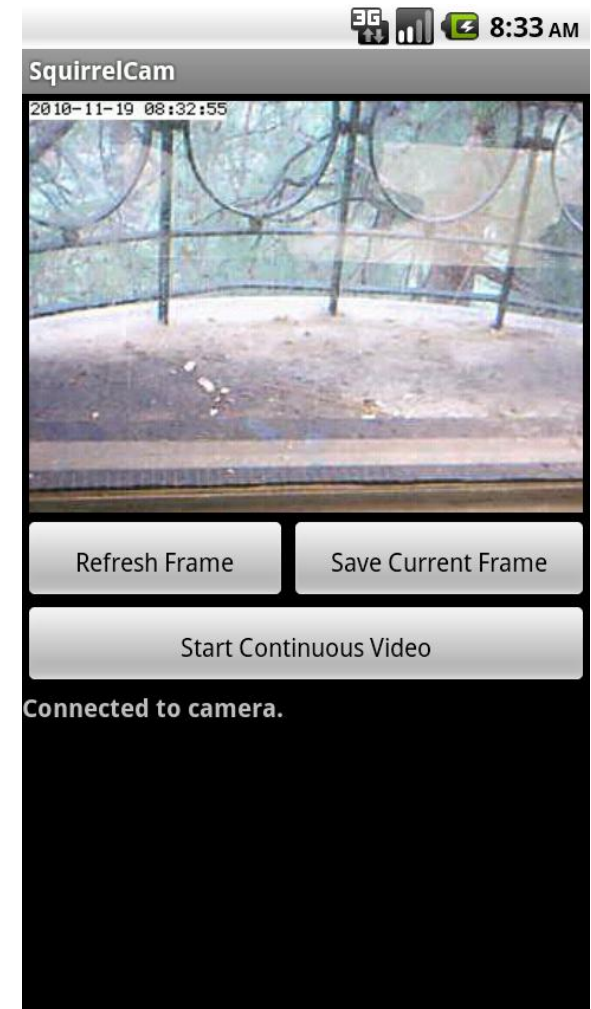 3G 8:33 AM
SquirrelCam
2010-11-19 08:32:55
Refresh Frame
Save Current Frame
Start Continuous Video
Connected to camera.